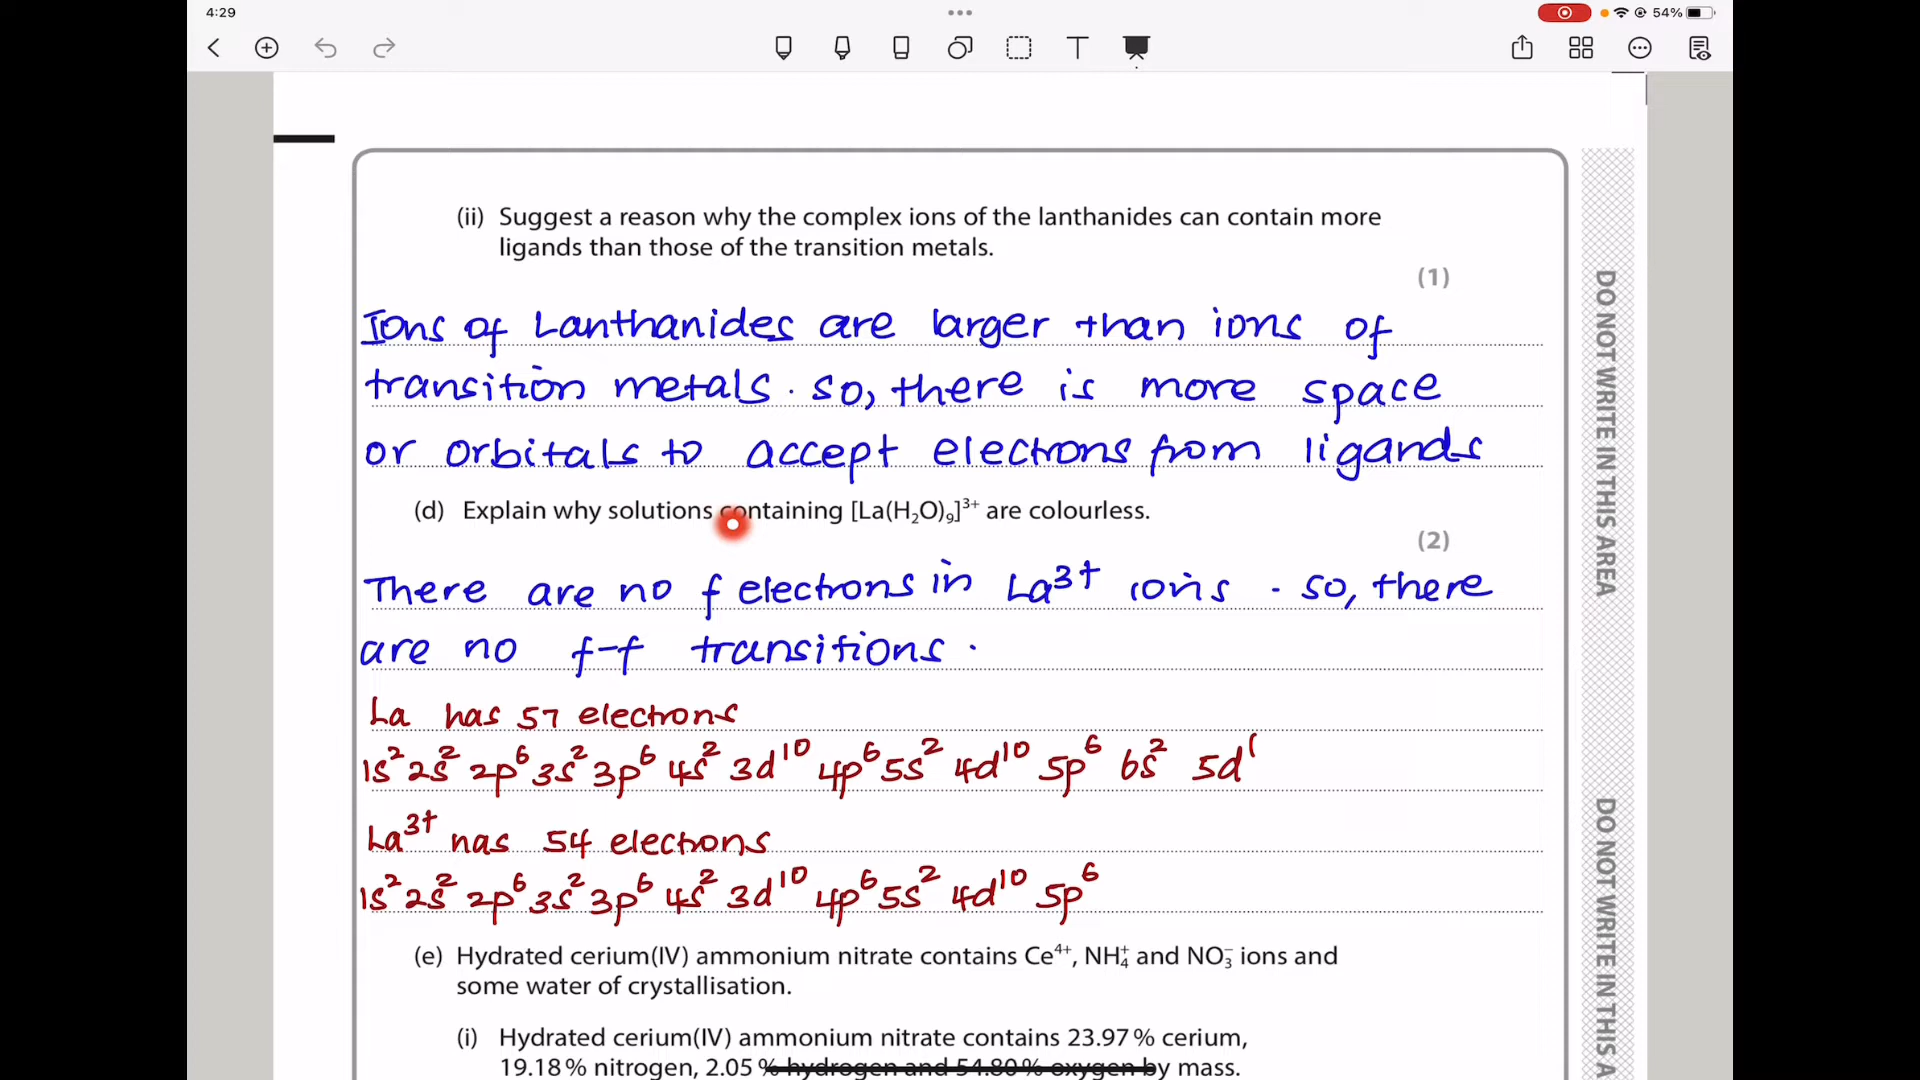 4:29
54%
(ii) Suggest a reason why the complex ions of the lanthanides can contain more
ligands than those of the transition metals.
(1)
Ions of Lanthanides are larger than ions of
transition metals. so, there is more space
or orbitals to accept electrons from ligands
(d) Explain why solutions containing [La(H₂O)₉]³⁺ are colourless.
(2)
There are no f electrons in La³⁺ ions. so, there
are no f-f transitions.
La has 57 electrons
1s² 2s² 2p⁶ 3s² 3p⁶ 4s² 3d¹⁰ 4p⁶ 5s² 4d¹⁰ 5p⁶ 6s² 5d¹
La³⁺ has 54 electrons
1s² 2s² 2p⁶ 3s² 3p⁶ 4s² 3d¹⁰ 4p⁶ 5s² 4d¹⁰ 5p⁶
(e) Hydrated cerium(IV) ammonium nitrate contains Ce⁴⁺, NH₄⁺ and NO₃⁻ ions and
some water of crystallisation.
(i) Hydrated cerium(IV) ammonium nitrate contains 23.97% cerium,
19.18% nitrogen, 2.05% hydrogen and 54.80% oxygen by mass.
DO NOT WRITE IN THIS AREA
DO NOT WRITE IN THIS A